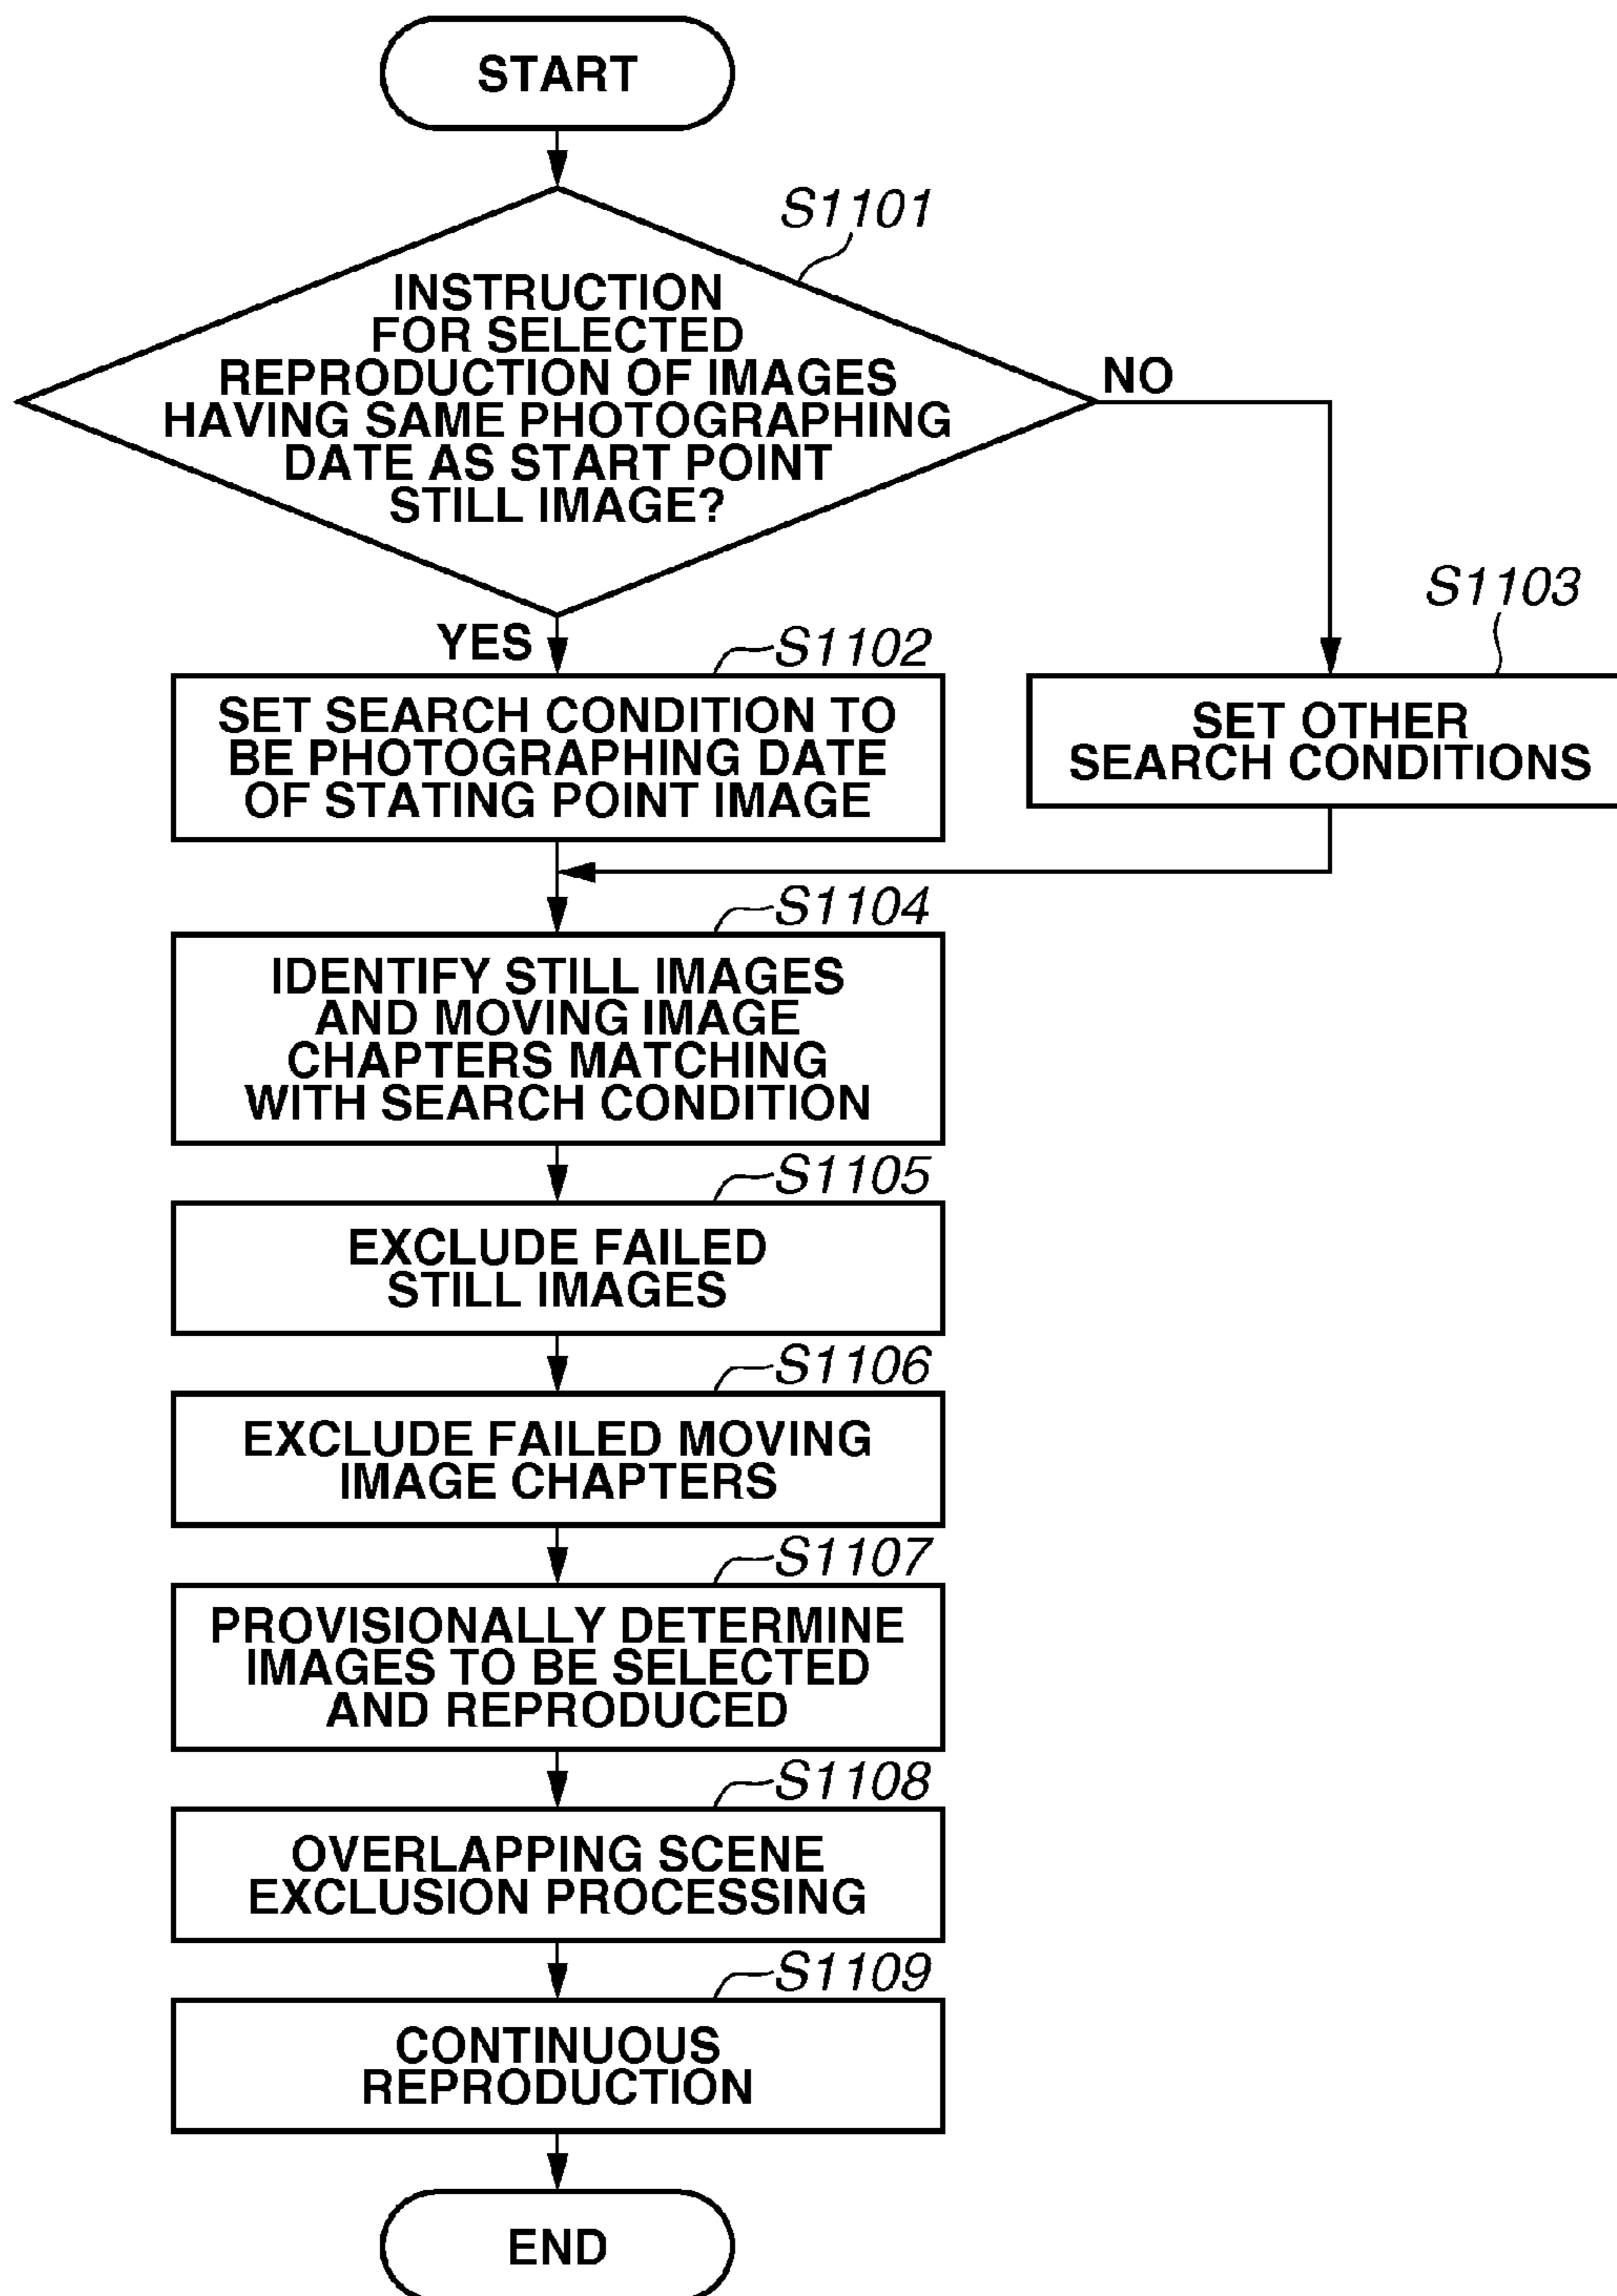 START
S1101
INSTRUCTION
FOR SELECTED
REPRODUCTION OF IMAGES
HAVING SAME PHOTOGRAPHING
DATE AS START POINT
STILL IMAGE?
NO
YES
S1102
SET SEARCH CONDITION TO
BE PHOTOGRAPHING DATE
OF STATING POINT IMAGE
S1103
SET OTHER
SEARCH CONDITIONS
S1104
IDENTIFY STILL IMAGES
AND MOVING IMAGE
CHAPTERS MATCHING
WITH SEARCH CONDITION
S1105
EXCLUDE FAILED
STILL IMAGES
S1106
EXCLUDE FAILED MOVING
IMAGE CHAPTERS
S1107
PROVISIONALLY DETERMINE
IMAGES TO BE SELECTED
AND REPRODUCED
S1108
OVERLAPPING SCENE
EXCLUSION PROCESSING
S1109
CONTINUOUS
REPRODUCTION
END